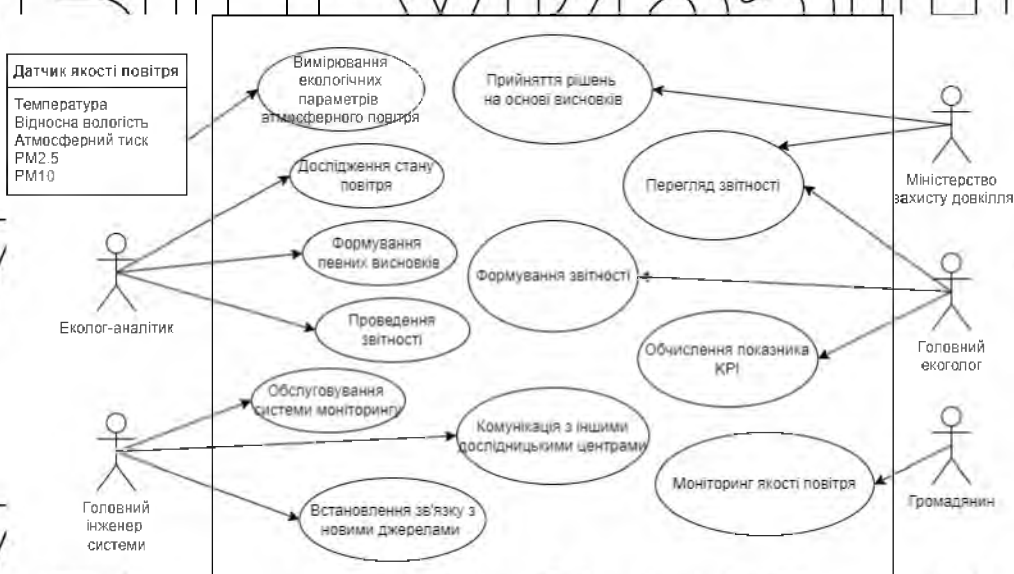 Датчик якості повітря
Температура
Відносна вологість
Атмосферний тиск
PM2.5
PM10
Вимірювання
екологічних
параметрів
атмосферного повітря
Прийняття рішень
на основі висновків
Міністерство
захисту довкілля
Дослідження стану
повітря
Перегляд звітності
Формування
певних висновків
Формування звітності
Еколог-аналітик
Проведення
звітності
Головний
екоголог
Обчислення показника
KPI
Обслуговування
системи моніторингу
Комунікація з іншими
дослідницькими центрами
Моніторинг якості повітря
Громадянин
Головний
інженер
системи
Встановлення зв'язку з
новими джерелами